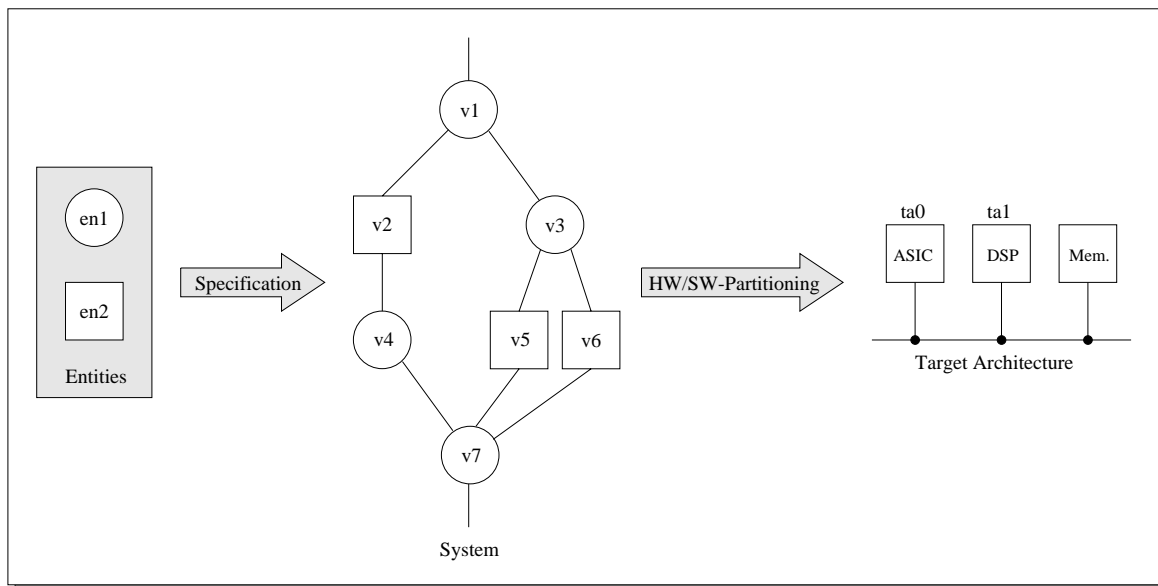 v1
en1
v2
v3
ta0
ta1
ASIC
DSP
Mem.
Specification
HW/SW-Partitioning
en2
v4
v5
v6
Entities
Target Architecture
v7
System